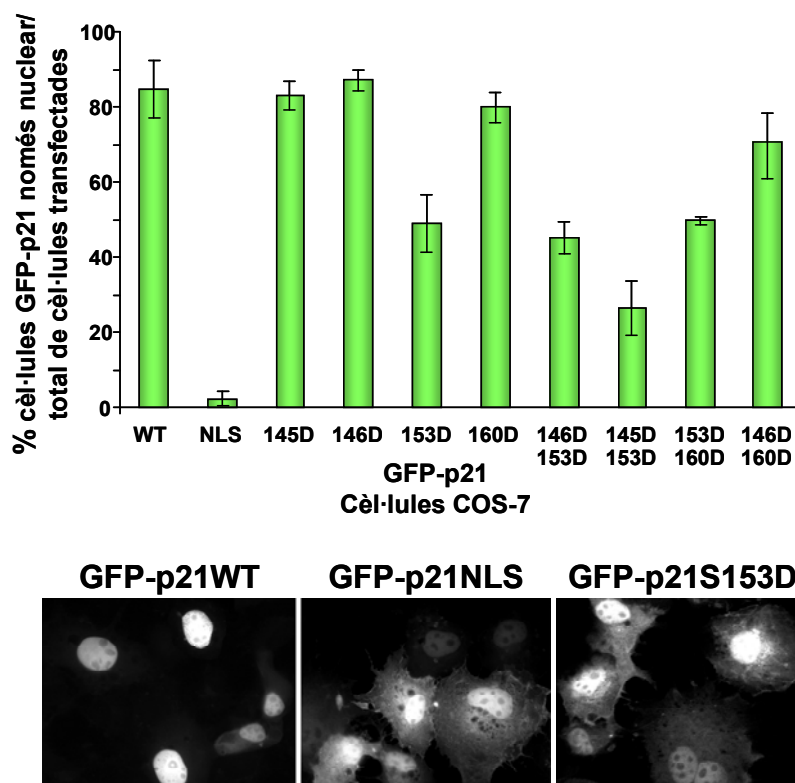 % cèl·lules GFP-p21 només nuclear/
total de cèl·lules transfectades
100
80
60
40
20
0
WT NLS 145D 146D 153D 160D 146D 145D 153D 146D
153D 153D 160D 160D
GFP-p21
Cèl·lules COS-7
GFP-p21WT GFP-p21NLS GFP-p21S153D